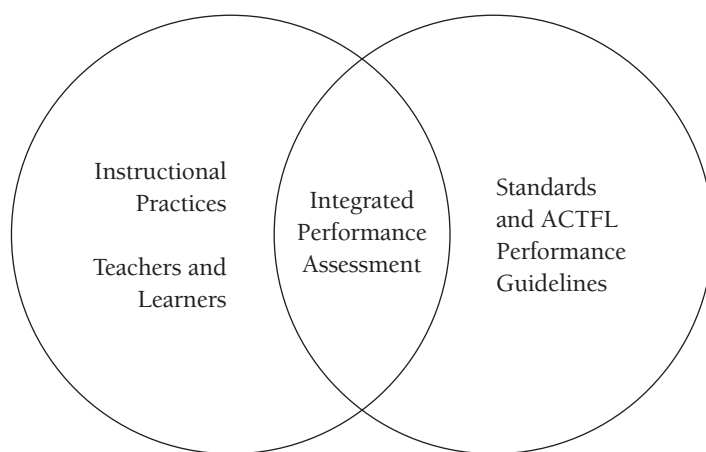 Instructional
Practices
Teachers and
Learners
Integrated
Performance
Assessment
Standards
and ACTFL
Performance
Guidelines